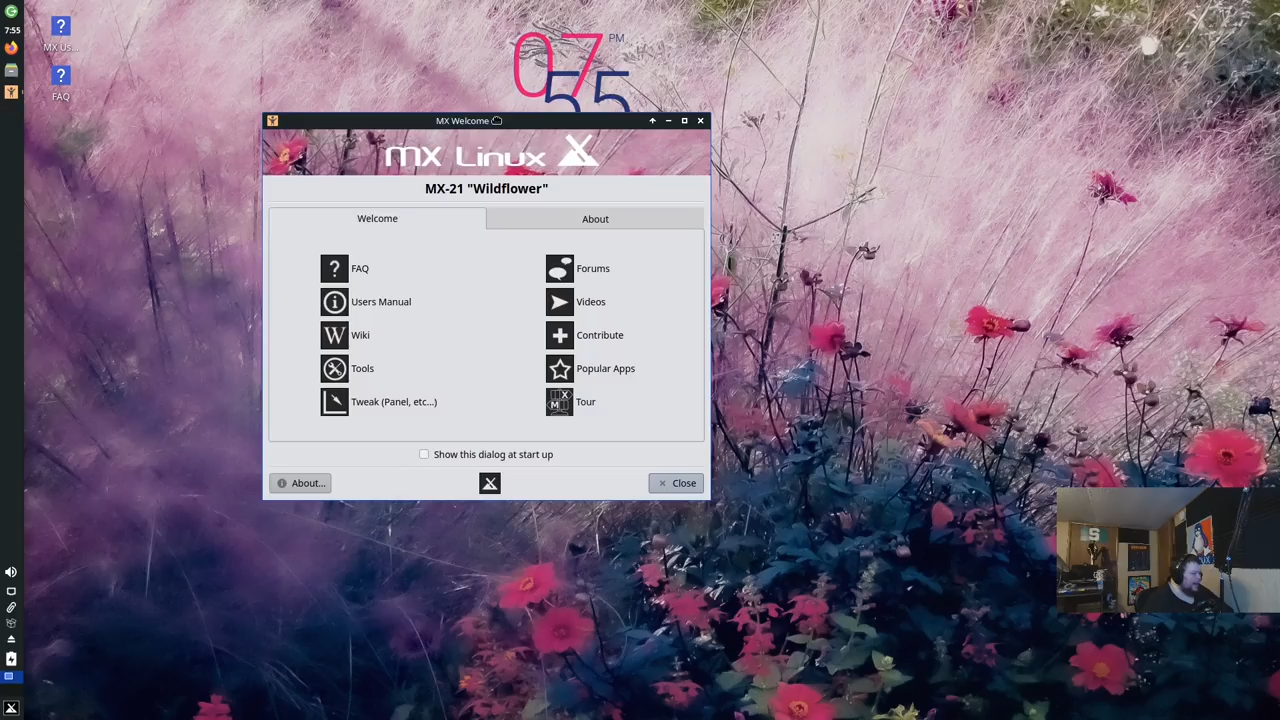 7:55
MX Us...
FAQ
07
PM
55
MX Welcome
MX Linux
MX-21 "Wildflower"
Welcome
About
FAQ
Forums
Users Manual
Videos
Wiki
Contribute
Tools
Popular Apps
Tweak (Panel, etc...)
Tour
Show this dialog at start up
About...
Close